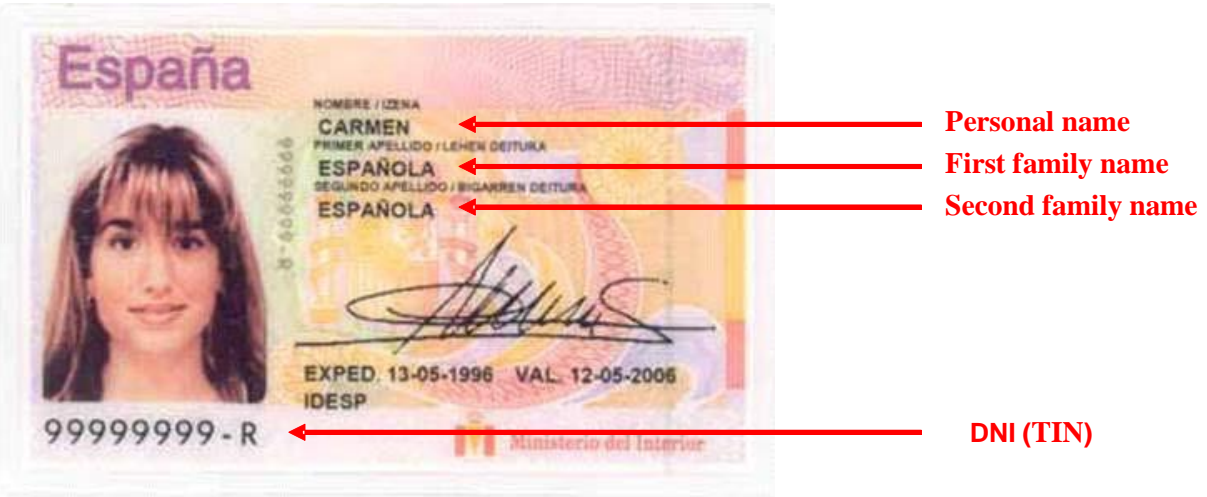 España
NOMBRE / IZENA
CARMEN
PRIMER APELLIDO / LEHEN DEITURA
ESPAÑOLA
SEGUNDO APELLIDO / BIGARREN DEITURA
ESPAÑOLA
EXPED. 13-05-1996 VAL. 12-05-2006
IDESP
99999999-R
Ministerio del Interior
Personal name
First family name
Second family name
DNI (TIN)